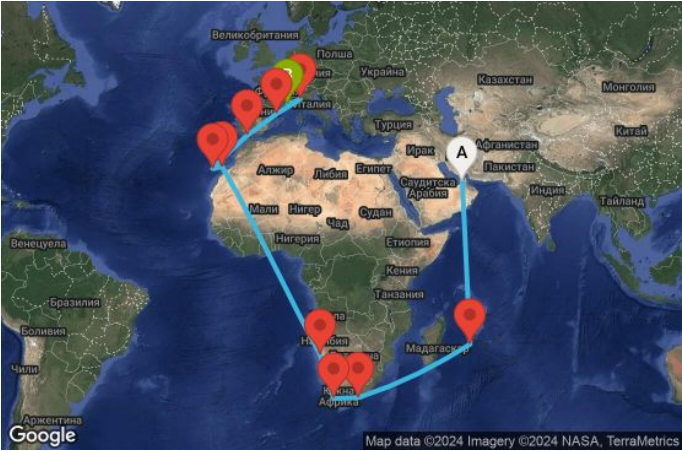 Великобритания
Полша
Украйна
Казахстан
Монголия
Италия
Турция
Китай
Ирак
Афганистан
Пакистан
Алжир
Либия
Египет
Саудитска
Арабия
Индия
Тайланд
Мали
Нигер
Чад
Судан
Нигерия
Етиопия
Венецуела
Кения
Танзания
Бразилия
Боливия
Мадагаскар
Чили
Африка
Аржентина
A
Google
Map data ©2024 Imagery ©2024 NASA, TerraMetrics